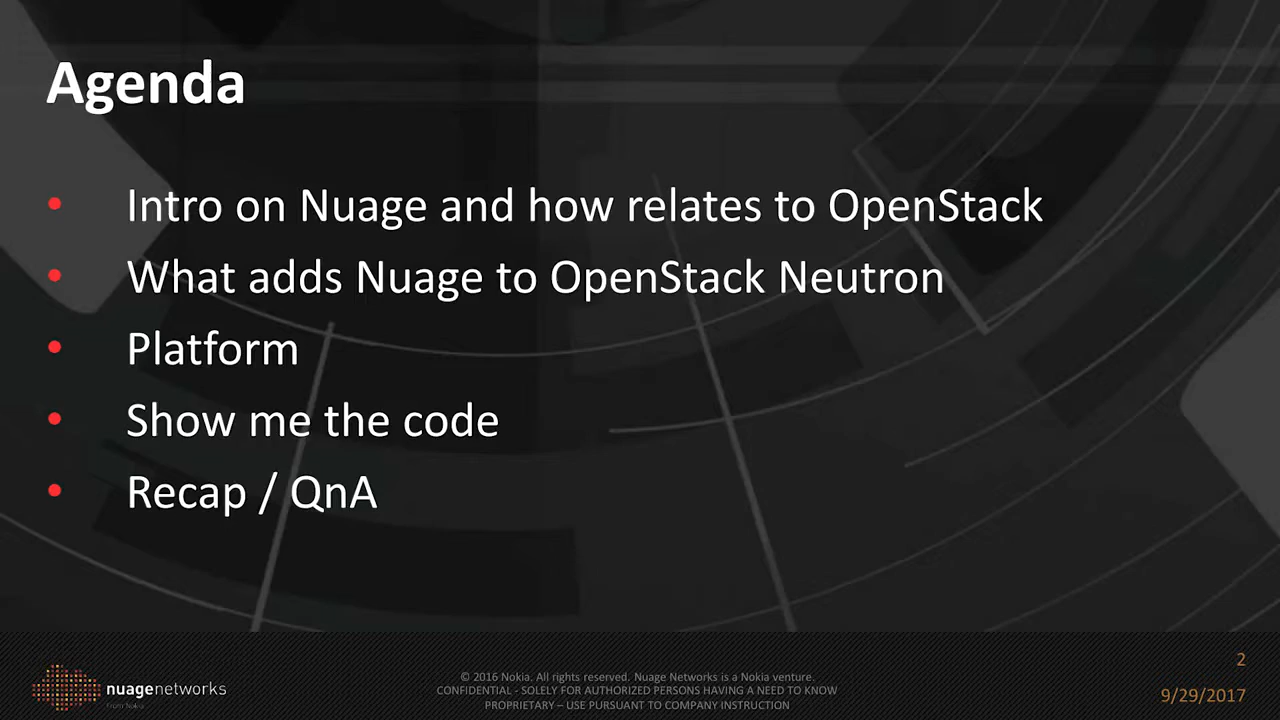 Agenda
• Intro on Nuage and how relates to OpenStack
• What adds Nuage to OpenStack Neutron
• Platform
• Show me the code
• Recap / QnA
nuagenetworks
From Nokia
© 2016 Nokia. All rights reserved. Nuage Networks is a Nokia venture.
CONFIDENTIAL - SOLELY FOR AUTHORIZED PERSONS HAVING A NEED TO KNOW
PROPRIETARY – USE PURSUANT TO COMPANY INSTRUCTION
2
9/29/2017